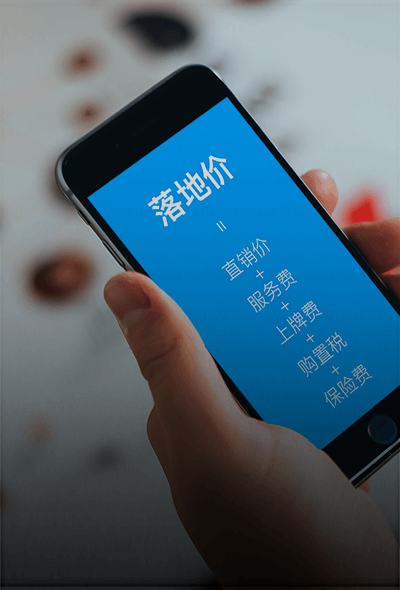 落地价
=
直销价
+
服务费
+
上牌费
+
购置税
+
保险费